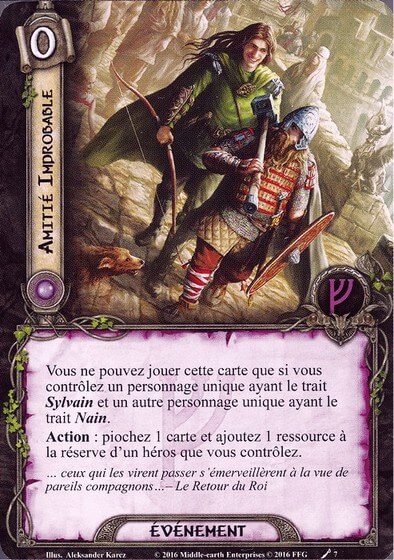 0
AMITIÉ IMPROBABLE
Vous ne pouvez jouer cette carte que si vous
contrôlez un personnage unique ayant le trait
Sylvain et un autre personnage unique ayant le
trait Nain.
Action : piochez 1 carte et ajoutez 1 ressource à
la réserve d’un héros que vous contrôlez.
… ceux qui les virent passer s’émerveillèrent à la vue de
pareils compagnons…– Le Retour du Roi
ÉVÉNEMENT
Illus. Aleksander Karcz © 2016 Middle-earth Enterprises © 2016 FFG 7